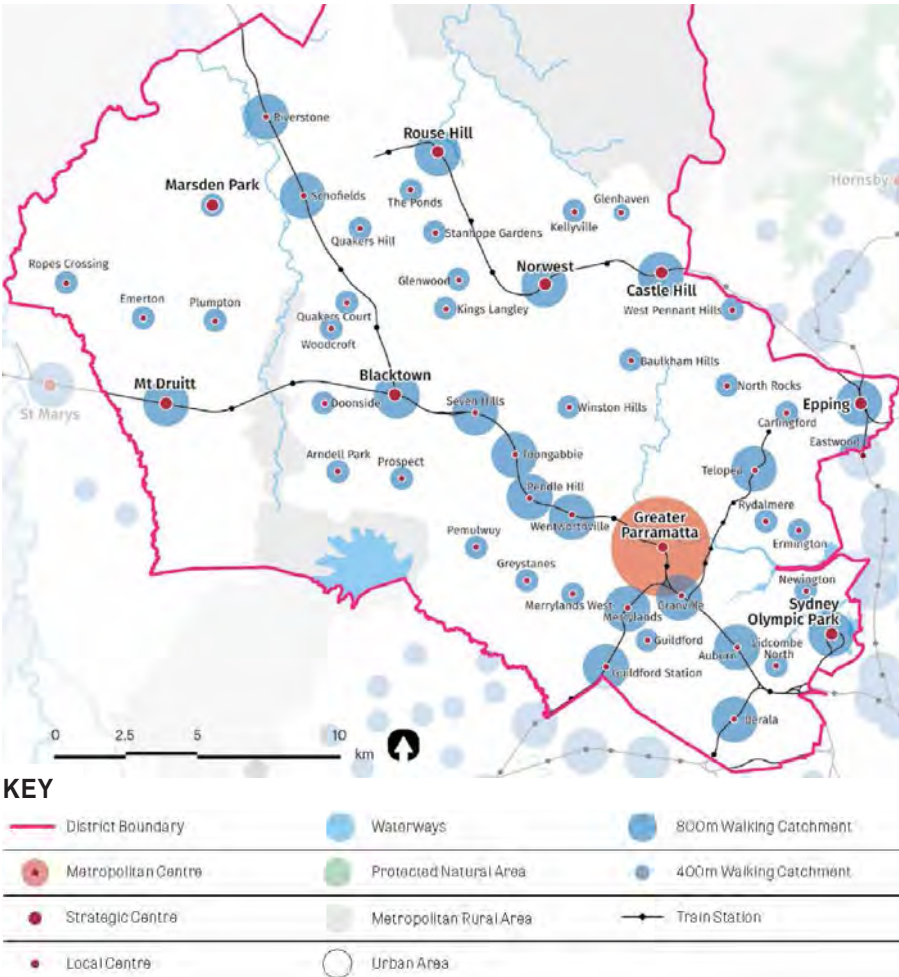 Riverstone
Rouse Hill
Hornsby
Marsden Park
Schofields
The Ponds
Glenhaven
Kellyville
Quakers Hill
Stanhope Gardens
Ropes Crossing
Glenwood
Norwest
Castle Hill
Emerton
Plumpton
Quakers Court
Kings Langley
West Pennant Hills
Woodcroft
Baulkham Hills
St Marys
Mt Druitt
Blacktown
North Rocks
Doonside
Seven Hills
Winston Hills
Epping
Carlingford
Eastwood
Toongabbie
Arndell Park
Prospect
Telopea
Pendle Hill
Wentworthville
Greater
Parramatta
Rydalmere
Ermington
Pemulwuy
Greystanes
Newington
Merrylands West
Merrylands
Granville
Sydney
Olympic Park
Guildford
Auburn
Lidcombe
North
Guildford Station
Berala
0 2.5 5 10
km
KEY
District Boundary
Waterways
800m Walking Catchment
Metropolitan Centre
Protected Natural Area
400m Walking Catchment
Strategic Centre
Metropolitan Rural Area
Train Station
Local Centre
Urban Area